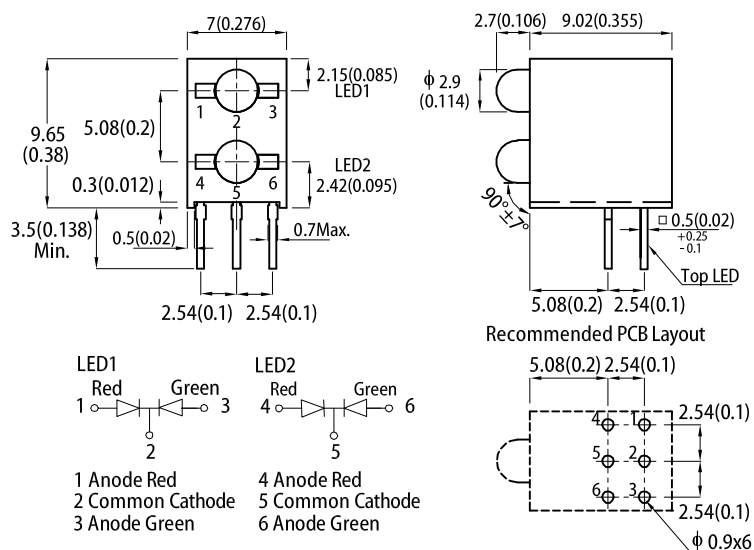 7(0.276)
2.7(0.106) 9.02(0.355)
2.15(0.085)
LED1
ϕ 2.9
(0.114)
1 2 3
9.65
(0.38)
5.08(0.2)
LED2
4 5 6
0.3(0.012)
2.42(0.095)
90°±7°
3.5(0.138)
Min.
0.5(0.02)
0.7Max.
□ 0.5(0.02)
+0.25
-0.1
Top LED
2.54(0.1) 2.54(0.1)
5.08(0.2) 2.54(0.1)
Recommended PCB Layout
5.08(0.2) 2.54(0.1)
LED1
Red Green
1 3
2
1 Anode Red
2 Common Cathode
3 Anode Green
LED2
Red Green
4 6
5
4 Anode Red
5 Common Cathode
6 Anode Green
4 1
2.54(0.1)
5 2
6 3
2.54(0.1)
ϕ 0.9x6